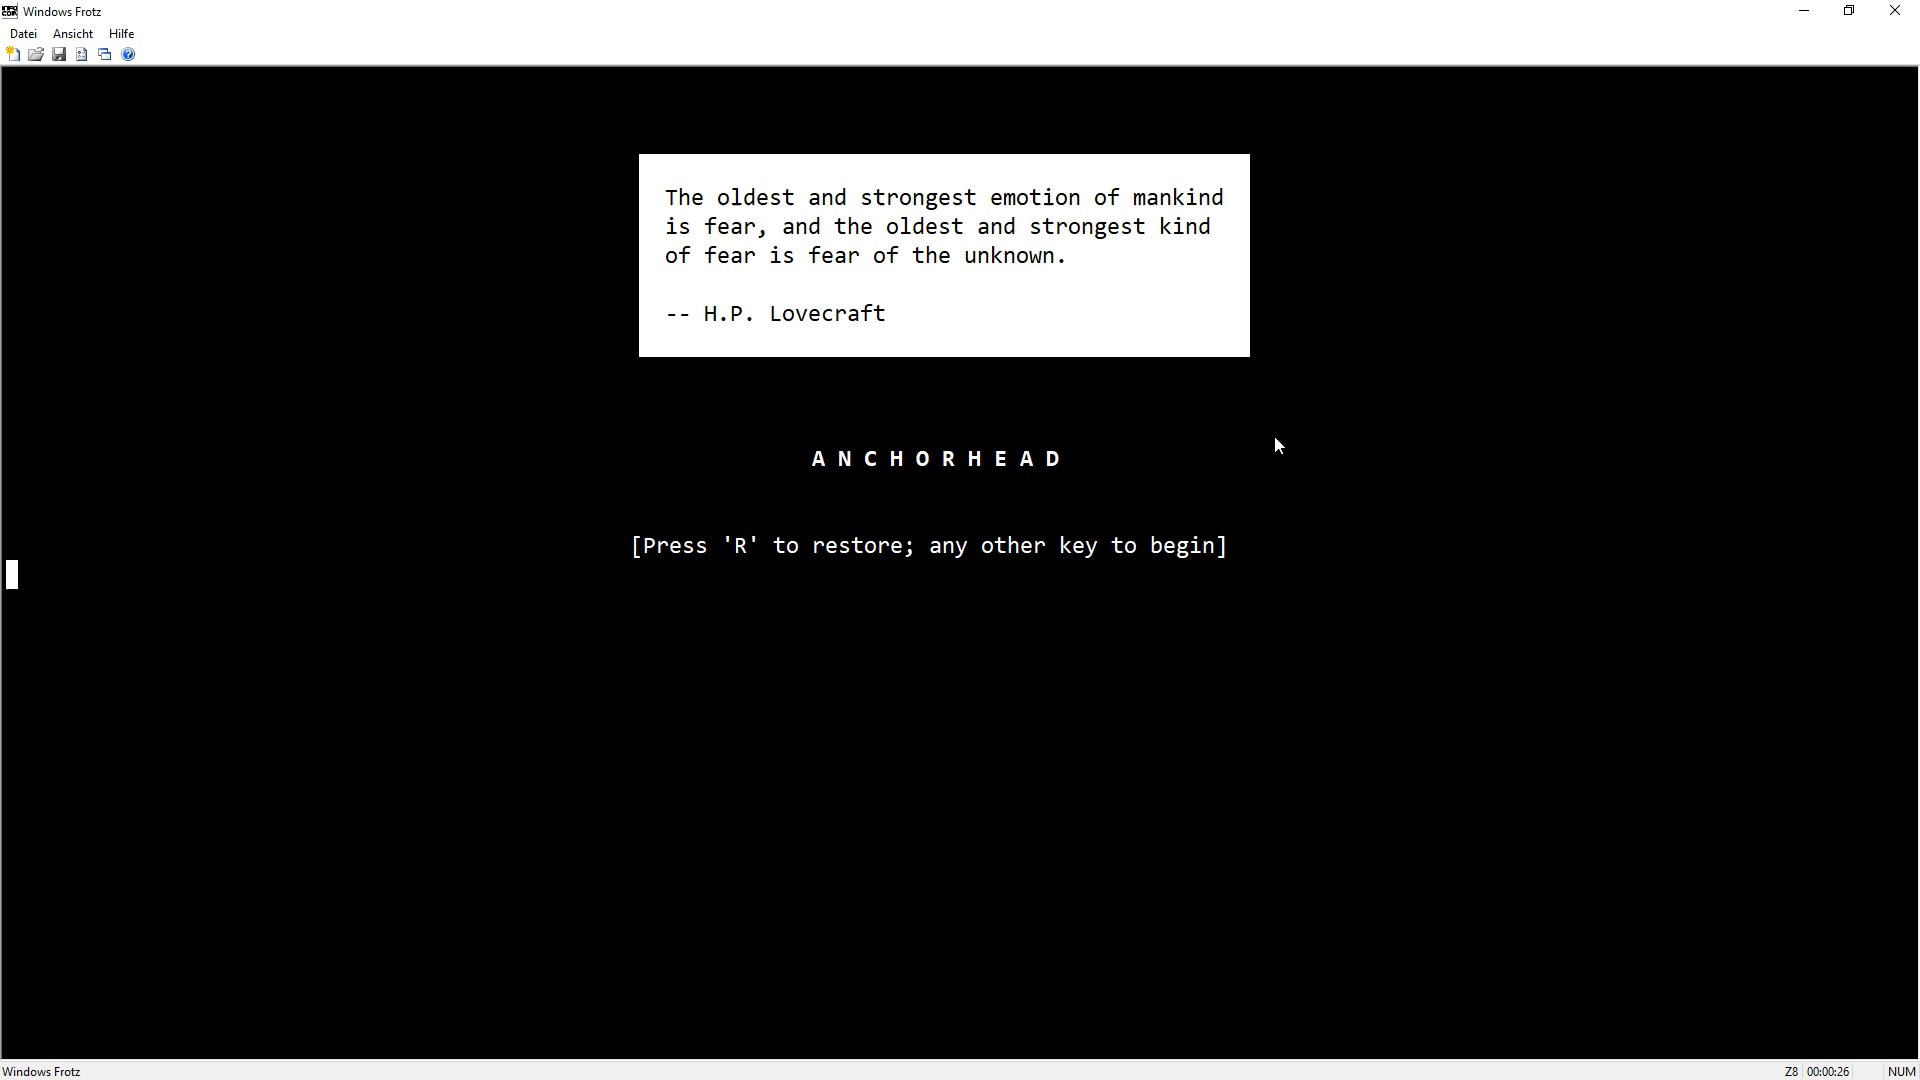 Windows Frotz
Datei Ansicht Hilfe
The oldest and strongest emotion of mankind
is fear, and the oldest and strongest kind
of fear is fear of the unknown.
-- H.P. Lovecraft
A N C H O R H E A D
[Press 'R' to restore; any other key to begin]
Windows Frotz Z8 00:00:26 NUM